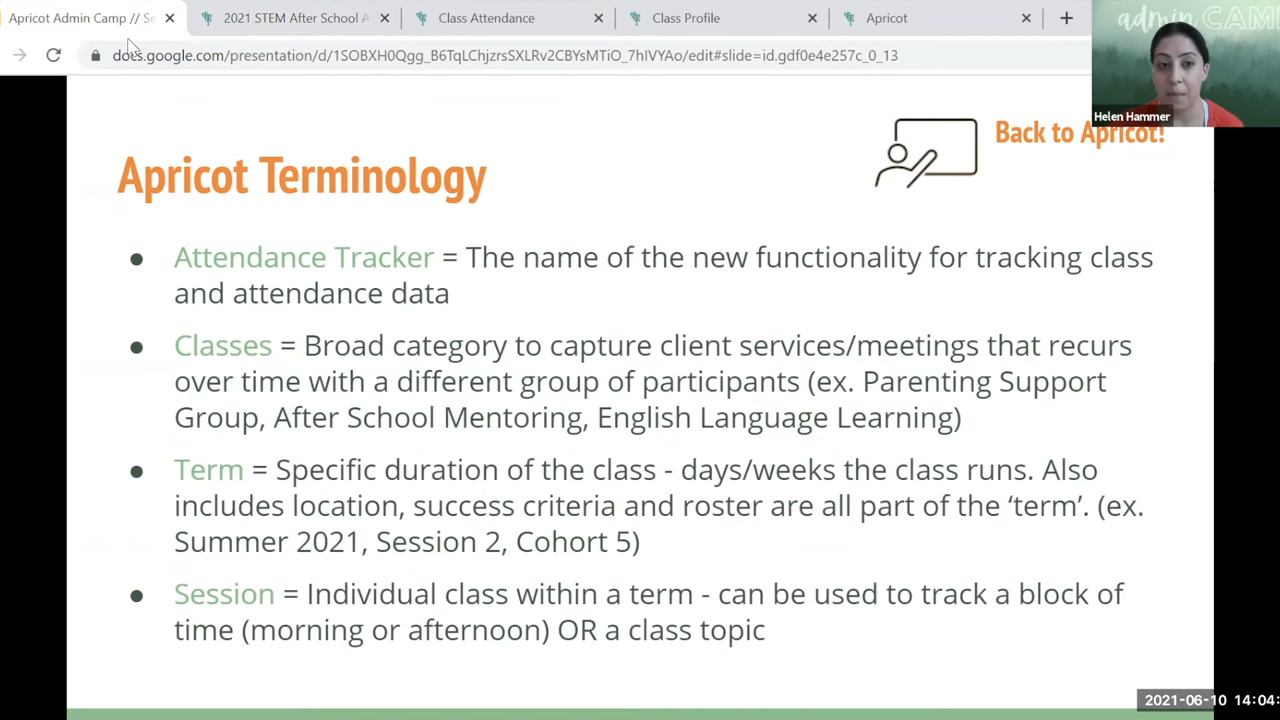 Apricot Admin Camp // Se
2021 STEM After School A
Class Attendance
Class Profile
Apricot
admin CAM
docs.google.com/presentation/d/1SOBXH0Qgg_B6TqLChjzrsSXLRv2CBYsMTiO_7hIVYAo/edit#slide=id.gdf0e4e257c_0_13
Helen Hammer
Back to Apricot!
Apricot Terminology
● Attendance Tracker = The name of the new functionality for tracking class
and attendance data
● Classes = Broad category to capture client services/meetings that recurs
over time with a different group of participants (ex. Parenting Support
Group, After School Mentoring, English Language Learning)
● Term = Specific duration of the class - days/weeks the class runs. Also
includes location, success criteria and roster are all part of the ‘term’. (ex.
Summer 2021, Session 2, Cohort 5)
● Session = Individual class within a term - can be used to track a block of
time (morning or afternoon) OR a class topic
2021-06-10 14:04: